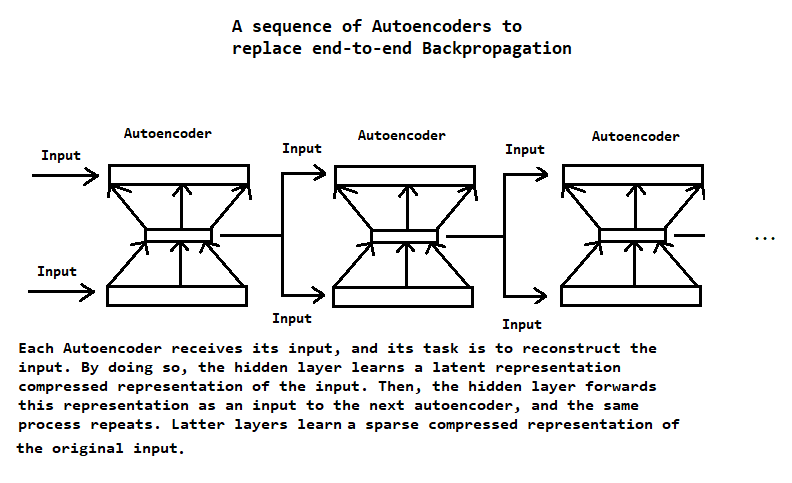 A sequence of Autoencoders to
replace end-to-end Backpropagation
Autoencoder
Autoencoder
Autoencoder
Input
Input
Input
Input
Input
Input
...
Each Autoencoder receives its input, and its task is to reconstruct the
input. By doing so, the hidden layer learns a latent representation
compressed representation of the input. Then, the hidden layer forwards
this representation as an input to the next autoencoder, and the same
process repeats. Latter layers learn a sparse compressed representation of
the original input.